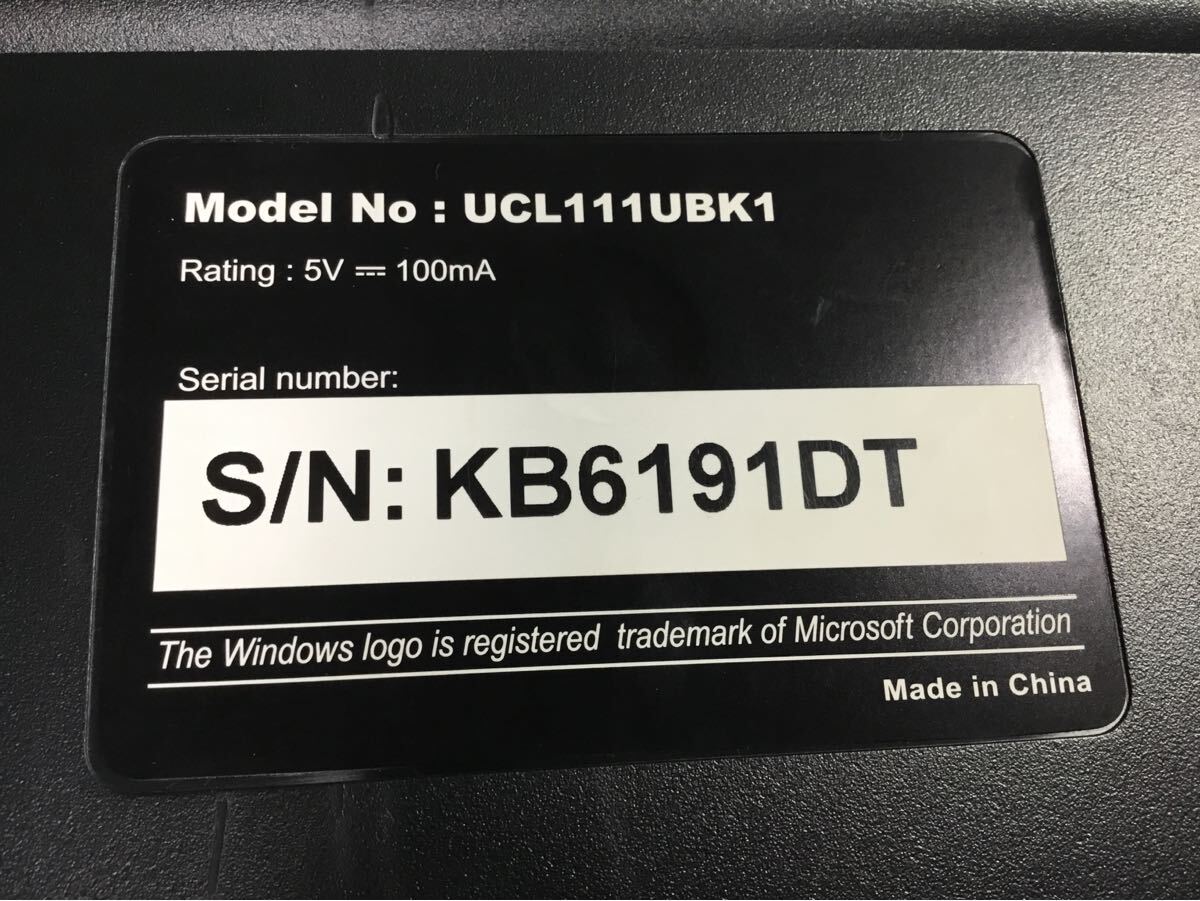 Model No : UCL111UBK1
Rating : 5V ⎓ 100mA
Serial number:
S/N: KB6191DT
The Windows logo is registered trademark of Microsoft Corporation
Made in China